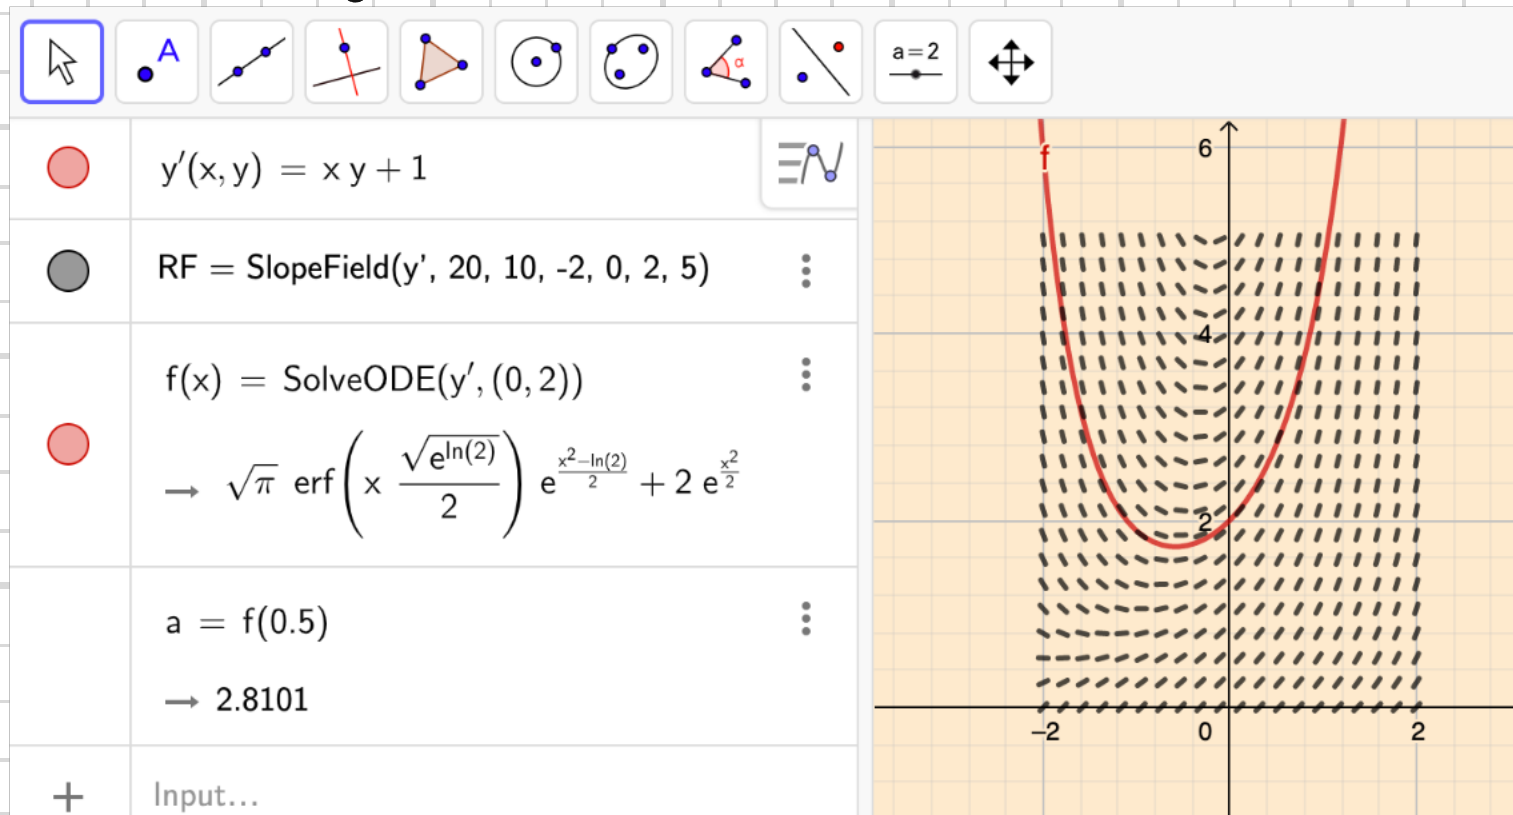 A
α
a=2
y′(x, y) = x y + 1
RF = SlopeField(y', 20, 10, -2, 0, 2, 5)
f(x) = SolveODE(y′, (0, 2))
→ √π erf(x √(e^ln(2))/2) e^((x²−ln(2))/2) + 2 e^(x²/2)
a = f(0.5)
→ 2.8101
+ Input...
f
6
4
2
−2 0 2